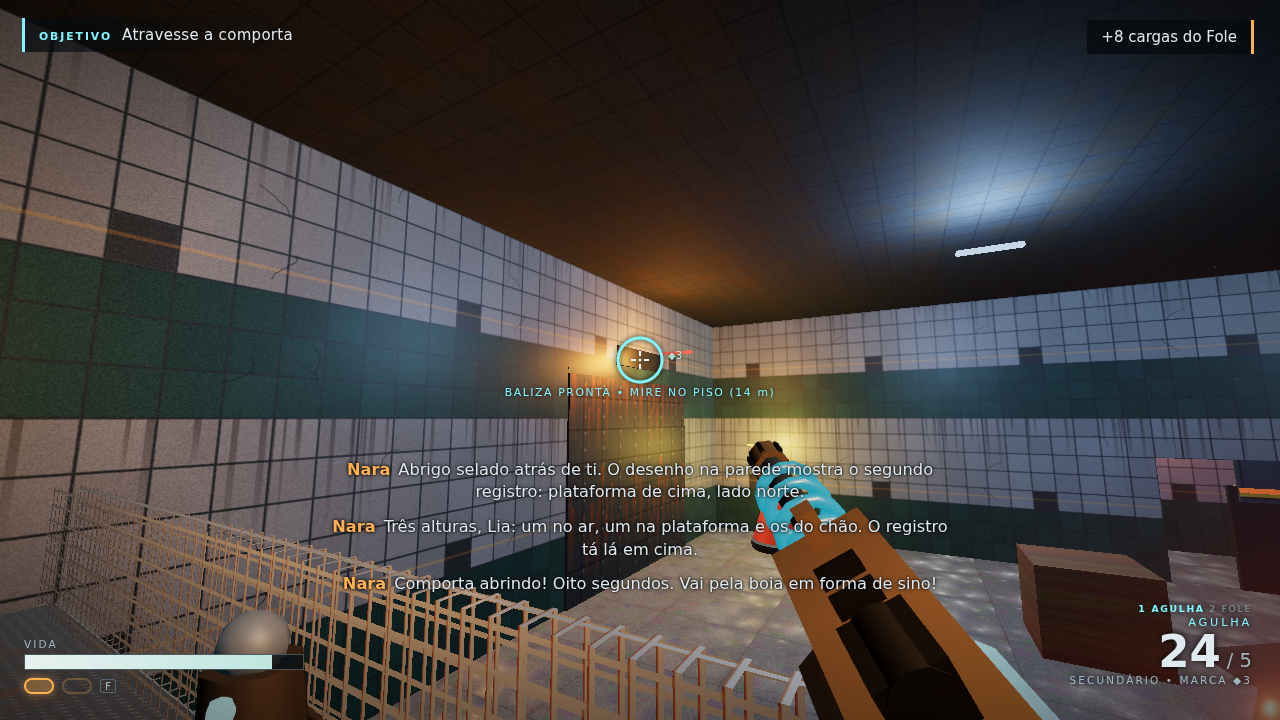 OBJETIVO Atravesse a comporta
+8 cargas do Fole
◆3
BALIZA PRONTA • MIRE NO PISO (14 m)
Nara Abrigo selado atrás de ti. O desenho na parede mostra o segundo
registro: plataforma de cima, lado norte.
Nara Três alturas, Lia: um no ar, um na plataforma e os do chão. O registro
tá lá em cima.
Nara Comporta abrindo! Oito segundos. Vai pela boia em forma de sino!
VIDA
F
1 AGULHA 2 FOLE
AGULHA
24 / 5
SECUNDÁRIO • MARCA ◆3